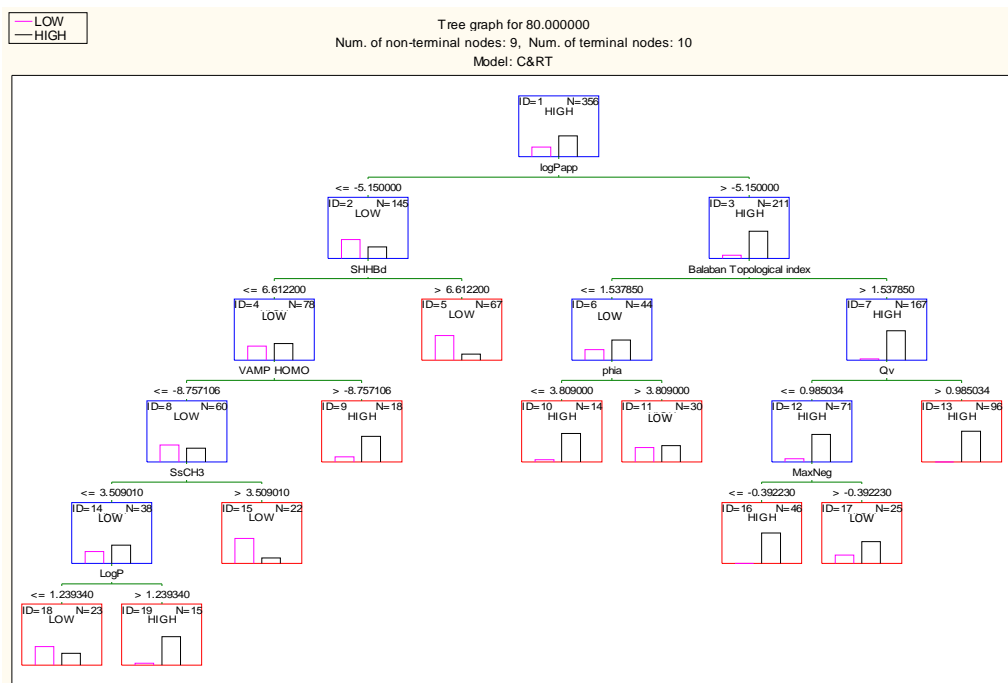 LOW
HIGH
Tree graph for 80.000000
Num. of non-terminal nodes: 9, Num. of terminal nodes: 10
Model: C&RT
ID=1 N=356
HIGH
logPapp
<= -5.150000 > -5.150000
ID=2 N=145 ID=3 N=211
LOW HIGH
SHHBd Balaban Topological index
<= 6.612200 > 6.612200 <= 1.537850 > 1.537850
ID=4 N=78 ID=5 N=67 ID=6 N=44 ID=7 N=167
LOW LOW LOW HIGH
VAMP HOMO phia Qv
<= -8.757106 > -8.757106 <= 3.809000 > 3.809000 <= 0.985034 > 0.985034
ID=8 N=60 ID=9 N=18 ID=10 N=14 ID=11 N=30 ID=12 N=71 ID=13 N=96
LOW HIGH HIGH LOW HIGH HIGH
SsCH3 MaxNeg
<= 3.509010 > 3.509010 <= -0.392230 > -0.392230
ID=14 N=38 ID=15 N=22 ID=16 N=46 ID=17 N=25
LOW LOW HIGH LOW
LogP
<= 1.239340 > 1.239340
ID=18 N=23 ID=19 N=15
LOW HIGH